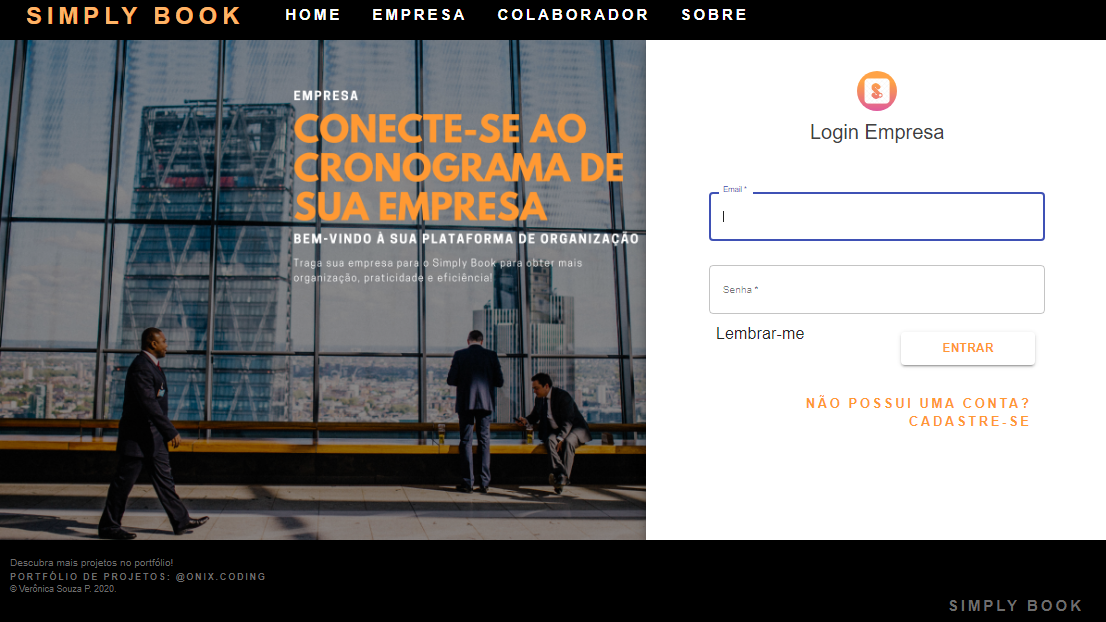 SIMPLY BOOK
HOME EMPRESA COLABORADOR SOBRE
EMPRESA
CONECTE-SE AO
CRONOGRAMA DE
SUA EMPRESA
BEM-VINDO À SUA PLATAFORMA DE ORGANIZAÇÃO
Traga sua empresa para o Simply Book para obter mais
organização, praticidade e eficiência!
Login Empresa
Email *
Senha *
Lembrar-me
ENTRAR
NÃO POSSUI UMA CONTA?
CADASTRE-SE
Descubra mais projetos no portfólio!
PORTFÓLIO DE PROJETOS: @ONIX.CODING
© Verônica Souza P. 2020.
SIMPLY BOOK